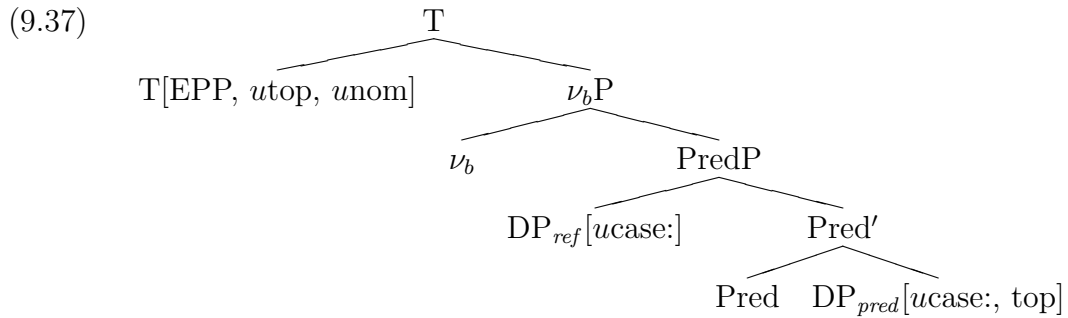 (9.37) T
T[EPP, utop, unom] νbP
νb PredP
DPref[ucase:] Pred′
Pred DPpred[ucase:, top]